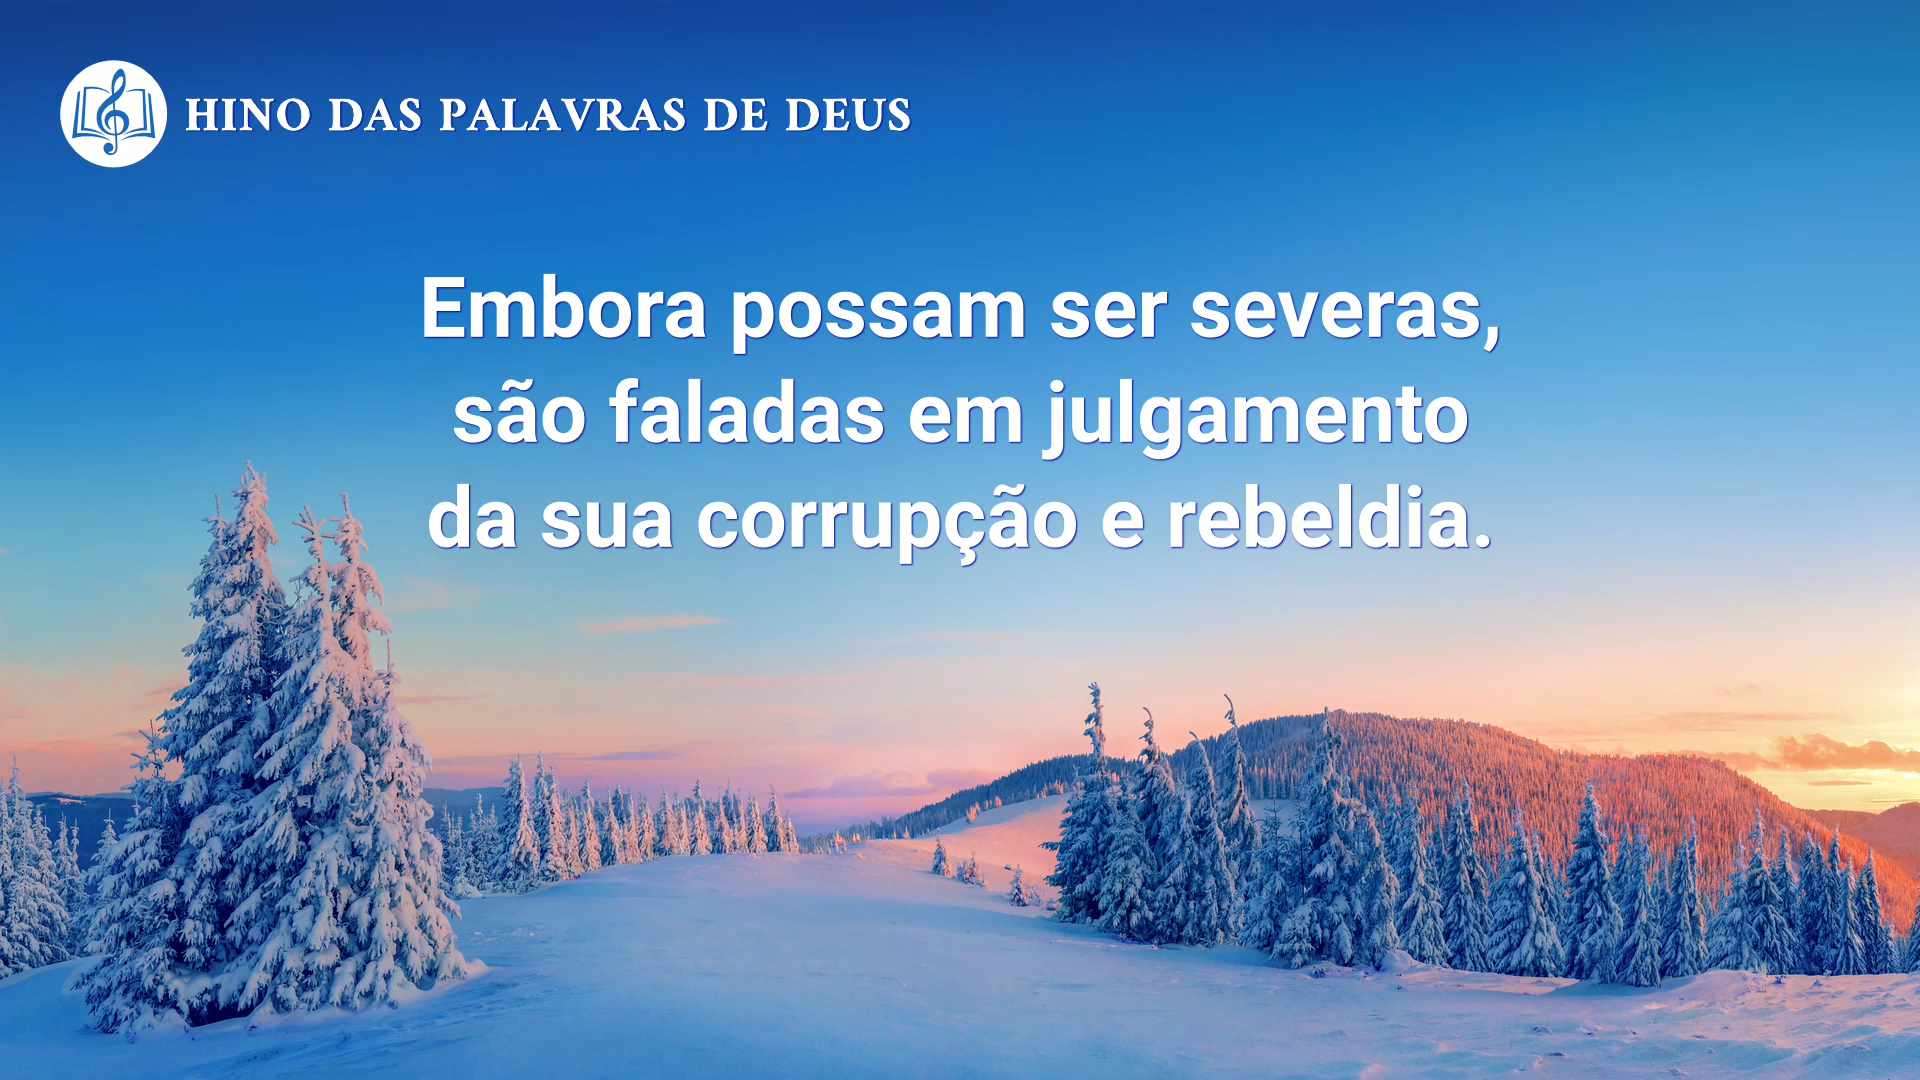 HINO DAS PALAVRAS DE DEUS
Embora possam ser severas,
são faladas em julgamento
da sua corrupção e rebeldia.